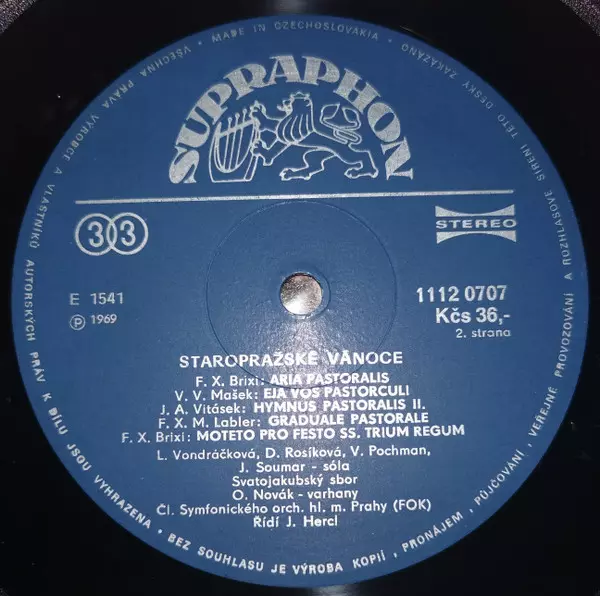 VŠECHNA PRÁVA VÝROBCE A VLASTNÍKŮ AUTORSKÝCH PRÁV K DÍLU JSOU VYHRAZENA • BEZ SOUHLASU JE VÝROBA KOPIÍ, PRONÁJEM, PŮJČOVÁNÍ, VEŘEJNÉ PROVOZOVÁNÍ A ROZHLASOVÉ ŠÍŘENÍ TÉTO DESKY ZAKÁZÁNO • MADE IN CZECHOSLOVAKIA •
SUPRAPHON
33
STEREO
E 1541
1112 0707
Ⓟ 1969
Kčs 36,-
2. strana
STAROPRAŽSKÉ VÁNOCE
F. X. Brixi: ARIA PASTORALIS
V. V. Mašek: EJA VOS PASTORCULI
J. A. Vitásek: HYMNUS PASTORALIS II.
F. X. M. Labler: GRADUALE PASTORALE
F. X. Brixi: MOTETO PRO FESTO SS. TRIUM REGUM
L. Vondráčková, D. Rosíková, V. Pochman,
J. Soumar - sóla
Svatojakubský sbor
O. Novák - varhany
Čl. Symfonického orch. hl. m. Prahy (FOK)
Řídí J. Hercl